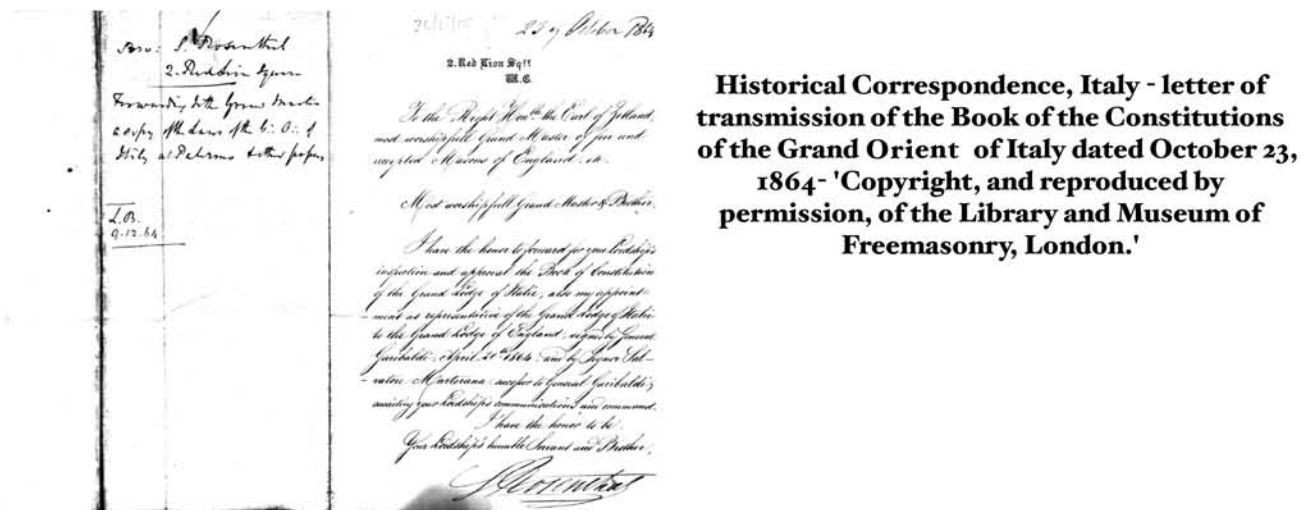 Bro: S. Rosenthal
2. Red Lion Square
Forwarding to the Grand Master
a copy of the Laws of the G: O: of
Italy at Palermo & other papers
L.B.
9.12.64
26/1/05
23 of October 1864
2. Red Lion Sqre
W.C.
To the Right Honble the Earl of Zetland,
most worshipfull Grand Master of free and
accepted Masons of England. etc
Most worshipfull Grand Master & Brother,
I have the honor to forward for your Lordship's
inspection and approval the Book of Constitution
of the Grand Lodge of Italie, also my appoint-
- ment as representative of the Grand Lodge of Italie
to the Grand Lodge of England, signed by General
Garibaldi, April 20th 1864. and by Signor Sal-
- vatore Marterana. successor to General Garibaldi,
awaiting your Lordship's communications and command.
I have the honor to be.
Your Lordship's humble Servant and Brother,
S Rosenthal
Historical Correspondence, Italy - letter of
transmission of the Book of the Constitutions
of the Grand Orient of Italy dated October 23,
1864- 'Copyright, and reproduced by
permission, of the Library and Museum of
Freemasonry, London.'